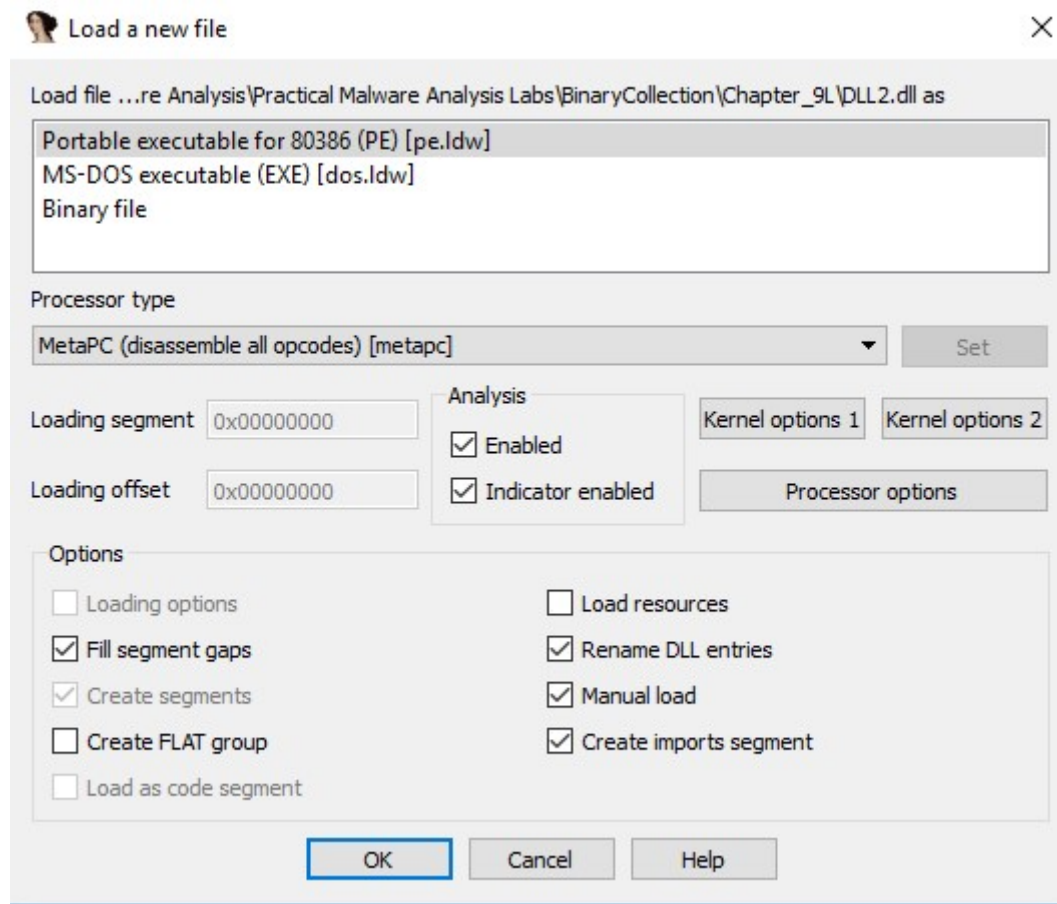 Load a new file
Load file ...re Analysis\Practical Malware Analysis Labs\BinaryCollection\Chapter_9L\DLL2.dll as
Portable executable for 80386 (PE) [pe.ldw]
MS-DOS executable (EXE) [dos.ldw]
Binary file
Processor type
MetaPC (disassemble all opcodes) [metapc]
Set
Loading segment
0x00000000
Loading offset
0x00000000
Analysis
Enabled
Indicator enabled
Kernel options 1
Kernel options 2
Processor options
Options
Loading options
Fill segment gaps
Create segments
Create FLAT group
Load as code segment
Load resources
Rename DLL entries
Manual load
Create imports segment
OK
Cancel
Help